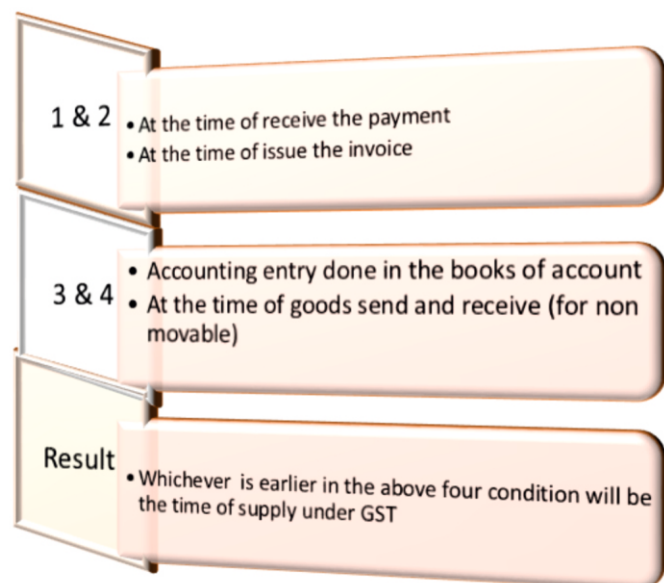 1 & 2
• At the time of receive the payment
• At the time of issue the invoice
3 & 4
• Accounting entry done in the books of account
• At the time of goods send and receive (for non
movable)
Result
• Whichever is earlier in the above four condition will be
the time of supply under GST